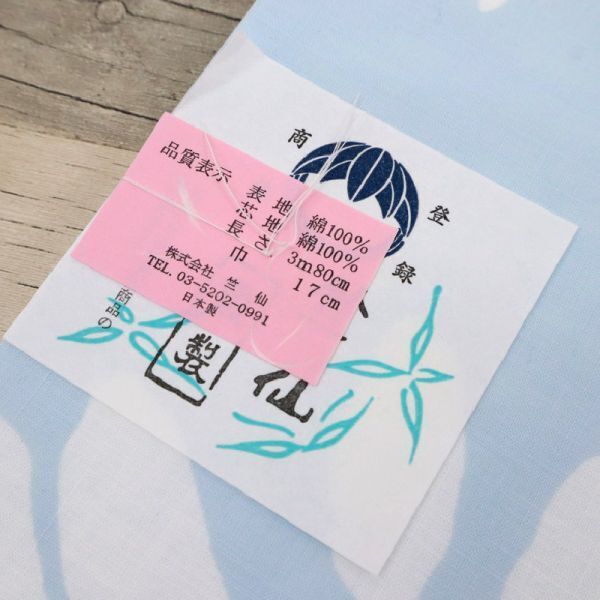 品質表示
表地 綿100%
芯地 綿100%
長さ 3m80cm
巾 17cm
株式会社 竺仙
TEL. 03-5202-0991
日本製
登録
商
仙
製
商品の